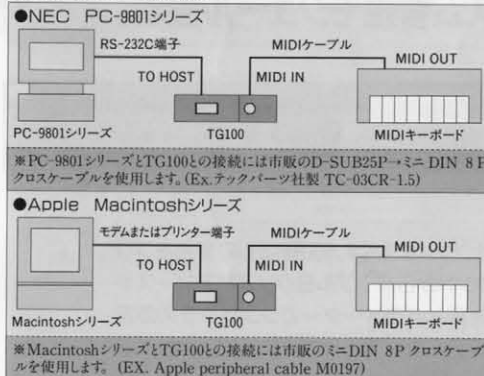 ●NEC PC-9801シリーズ
RS-232C端子
MIDIケーブル
MIDI OUT
TO HOST
MIDI IN
PC-9801シリーズ
TG100
MIDIキーボード
※PC-9801シリーズとTG100との接続には市販のD-SUB25P→ミニ DIN 8 P
クロスケーブルを使用します。(Ex.テックパーツ社製 TC-03CR-1.5)
●Apple Macintoshシリーズ
モデムまたはプリンター端子
MIDIケーブル
MIDI OUT
TO HOST
MIDI IN
Macintoshシリーズ
TG100
MIDIキーボード
※MacintoshシリーズとTG100との接続には市販のミニDIN 8P クロスケーブ
ルを使用します。(EX. Apple peripheral cable M0197)